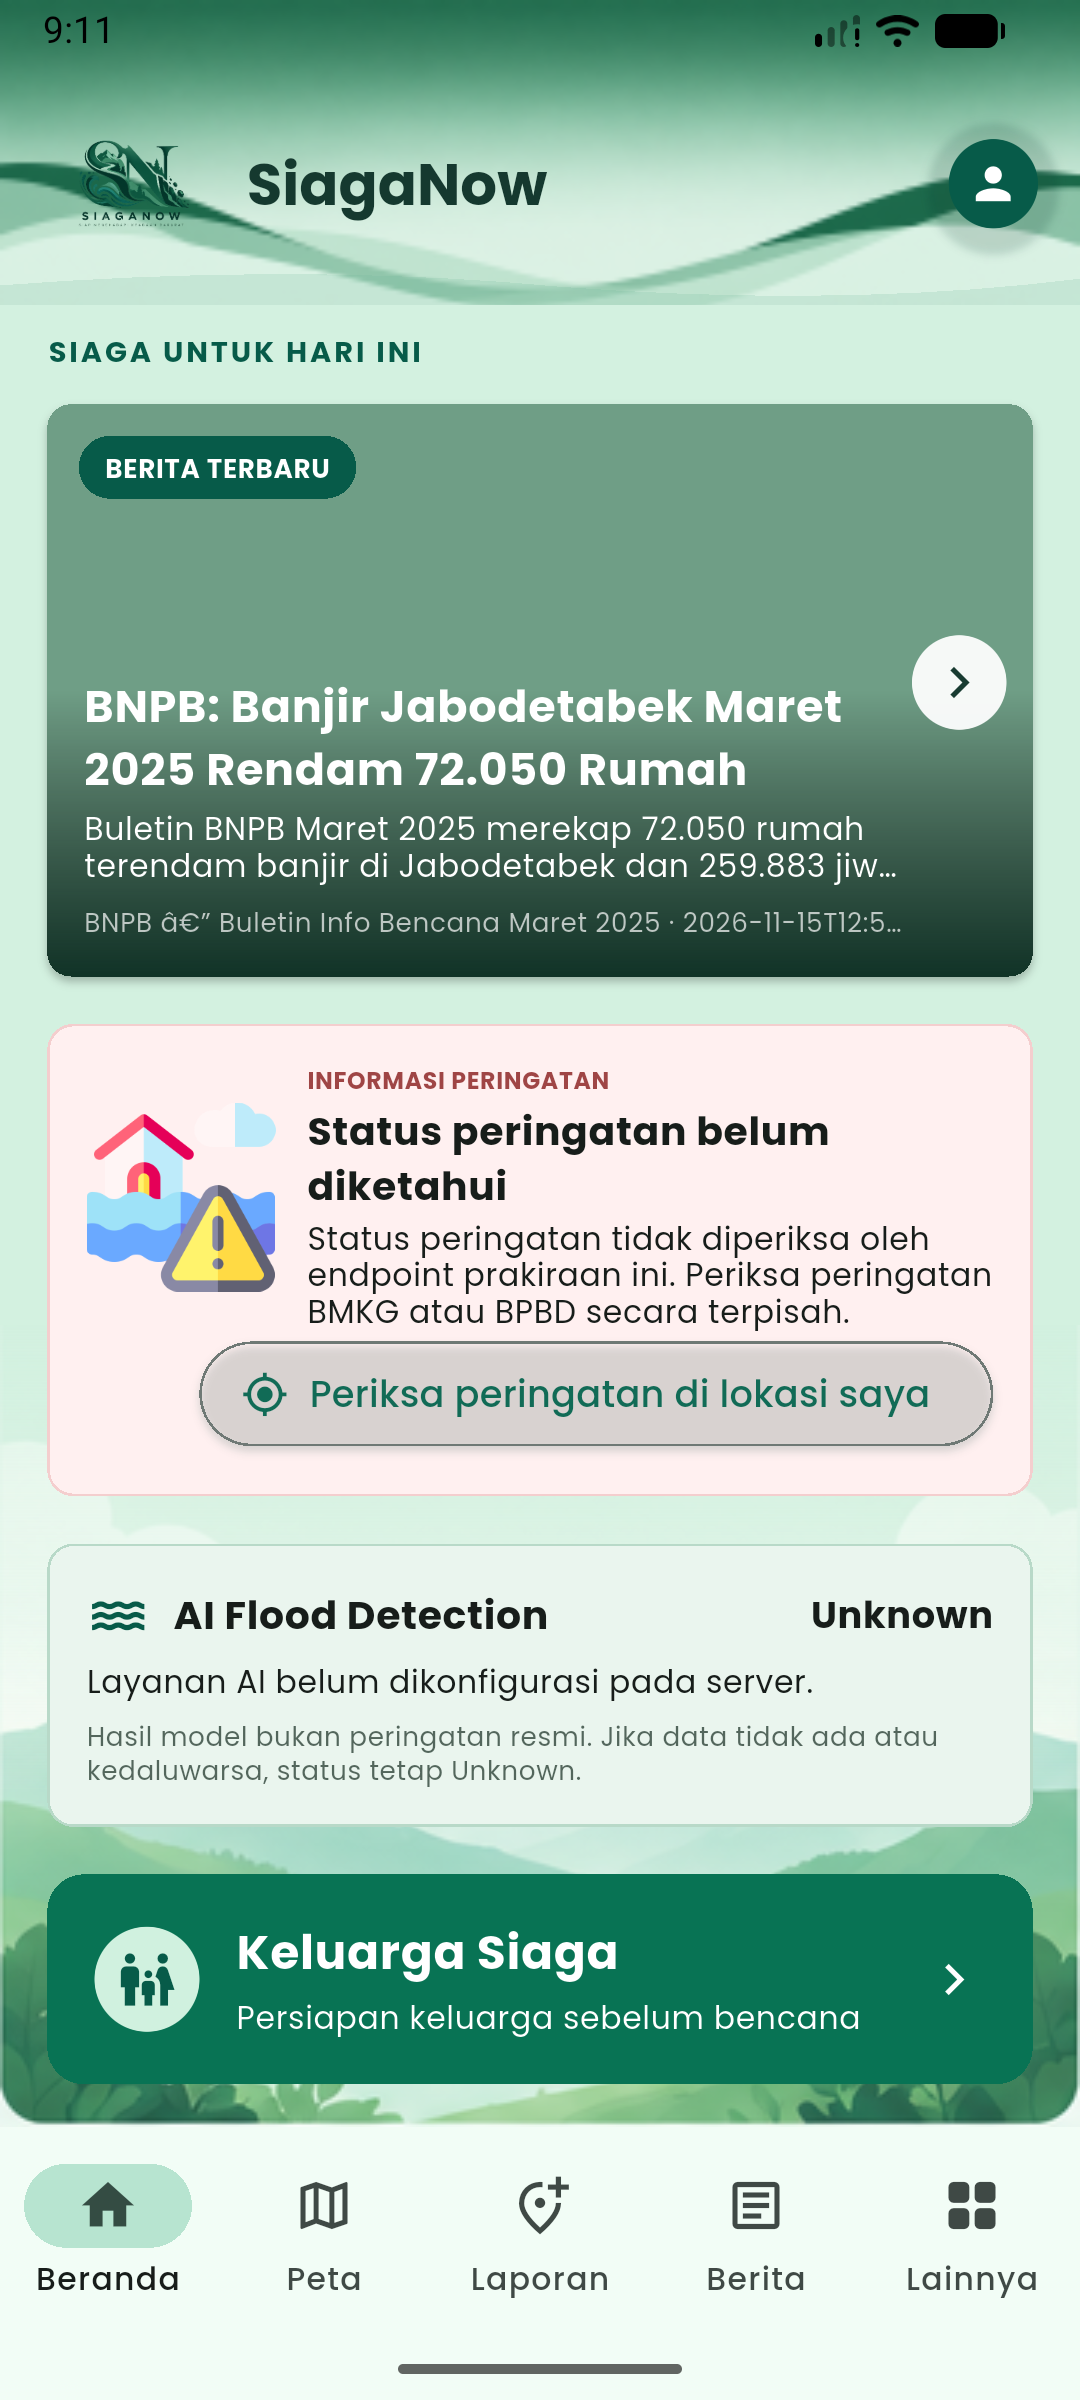 9:11
SIAGANOW
SiagaNow
SIAGA UNTUK HARI INI
BERITA TERBARU
BNPB: Banjir Jabodetabek Maret
2025 Rendam 72.050 Rumah
Buletin BNPB Maret 2025 merekap 72.050 rumah
terendam banjir di Jabodetabek dan 259.883 jiw...
BNPB â€” Buletin Info Bencana Maret 2025 · 2026-11-15T12:5...
INFORMASI PERINGATAN
Status peringatan belum
diketahui
Status peringatan tidak diperiksa oleh
endpoint prakiraan ini. Periksa peringatan
BMKG atau BPBD secara terpisah.
Periksa peringatan di lokasi saya
AI Flood Detection
Unknown
Layanan AI belum dikonfigurasi pada server.
Hasil model bukan peringatan resmi. Jika data tidak ada atau
kedaluwarsa, status tetap Unknown.
Keluarga Siaga
Persiapan keluarga sebelum bencana
Beranda
Peta
Laporan
Berita
Lainnya